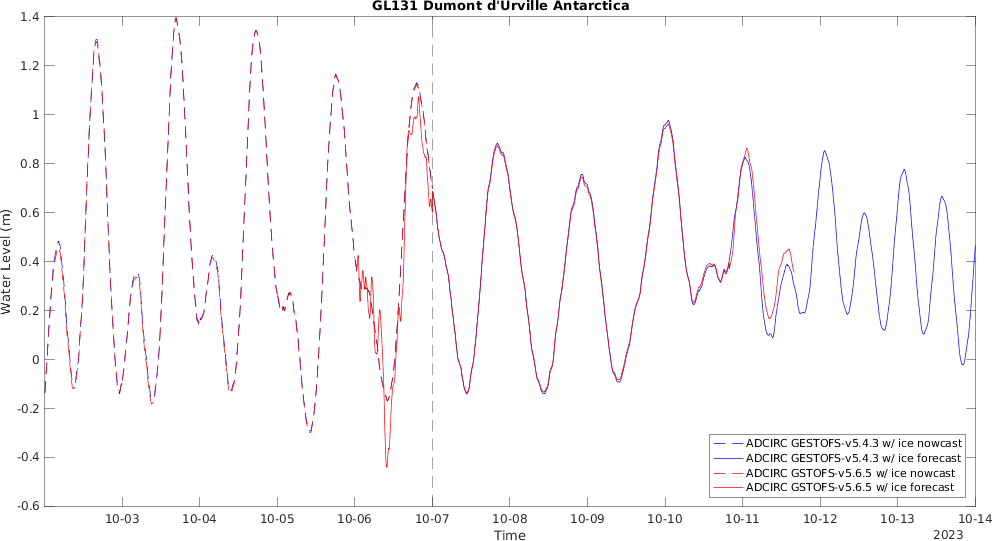 GL131 Dumont d'Urville Antarctica
1.4
1.2
1
0.8
0.6
0.4
0.2
0
-0.2
-0.4
-0.6
Water Level (m)
ADCIRC GESTOFS-v5.4.3 w/ ice nowcast
ADCIRC GESTOFS-v5.4.3 w/ ice forecast
ADCIRC GSTOFS-v5.6.5 w/ ice nowcast
ADCIRC GSTOFS-v5.6.5 w/ ice forecast
10-03 10-04 10-05 10-06 10-07 10-08 10-09 10-10 10-11 10-12 10-13 10-14
Time
2023